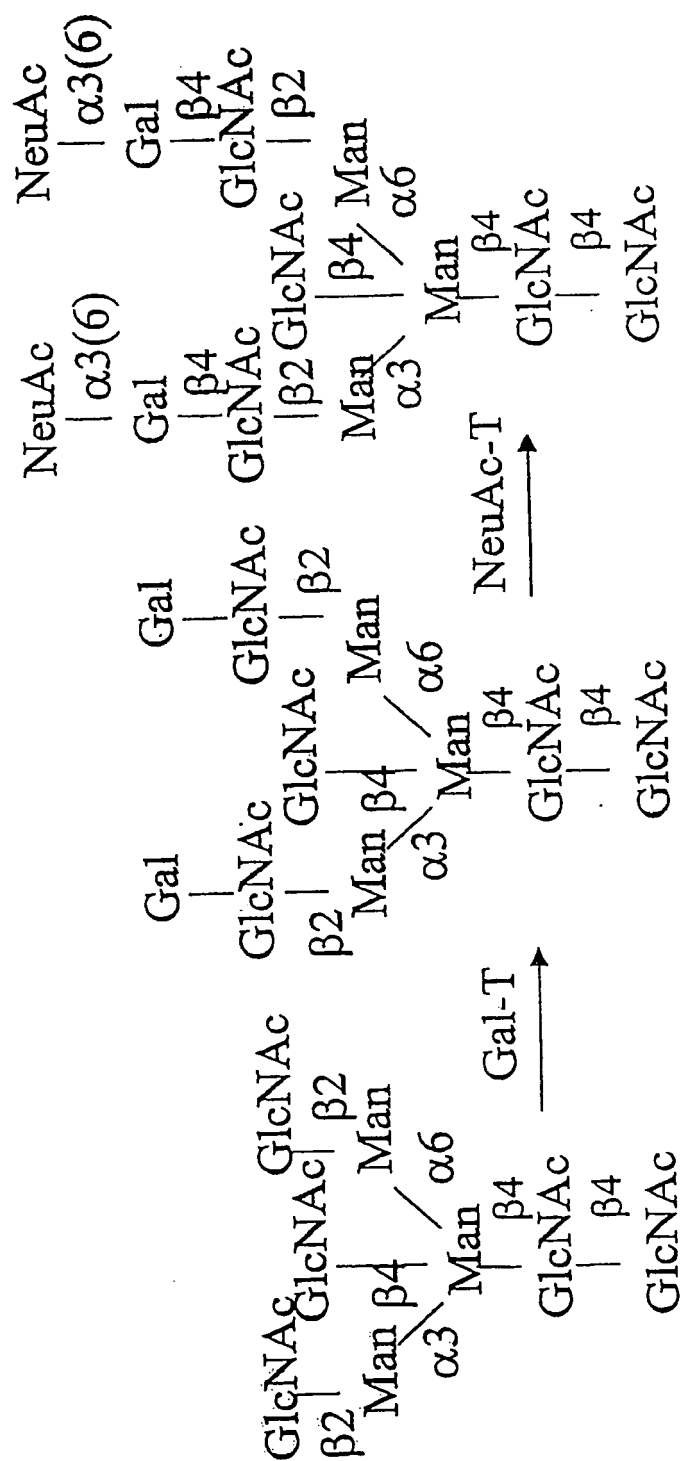 GlcNAc GlcNAc GlcNAc
β2 β4 β2
Man Man
α3 α6
Man
β4
GlcNAc
β4
GlcNAc
Gal-T
Gal Gal
GlcNAc GlcNAc GlcNAc
β2 β4 β2
Man Man
α3 α6
Man
β4
GlcNAc
β4
GlcNAc
NeuAc-T
NeuAc NeuAc
α3(6) α3(6)
Gal Gal
β4 β4
GlcNAc GlcNAc GlcNAc
β2 β4 β2
Man Man
α3 α6
Man
β4
GlcNAc
β4
GlcNAc